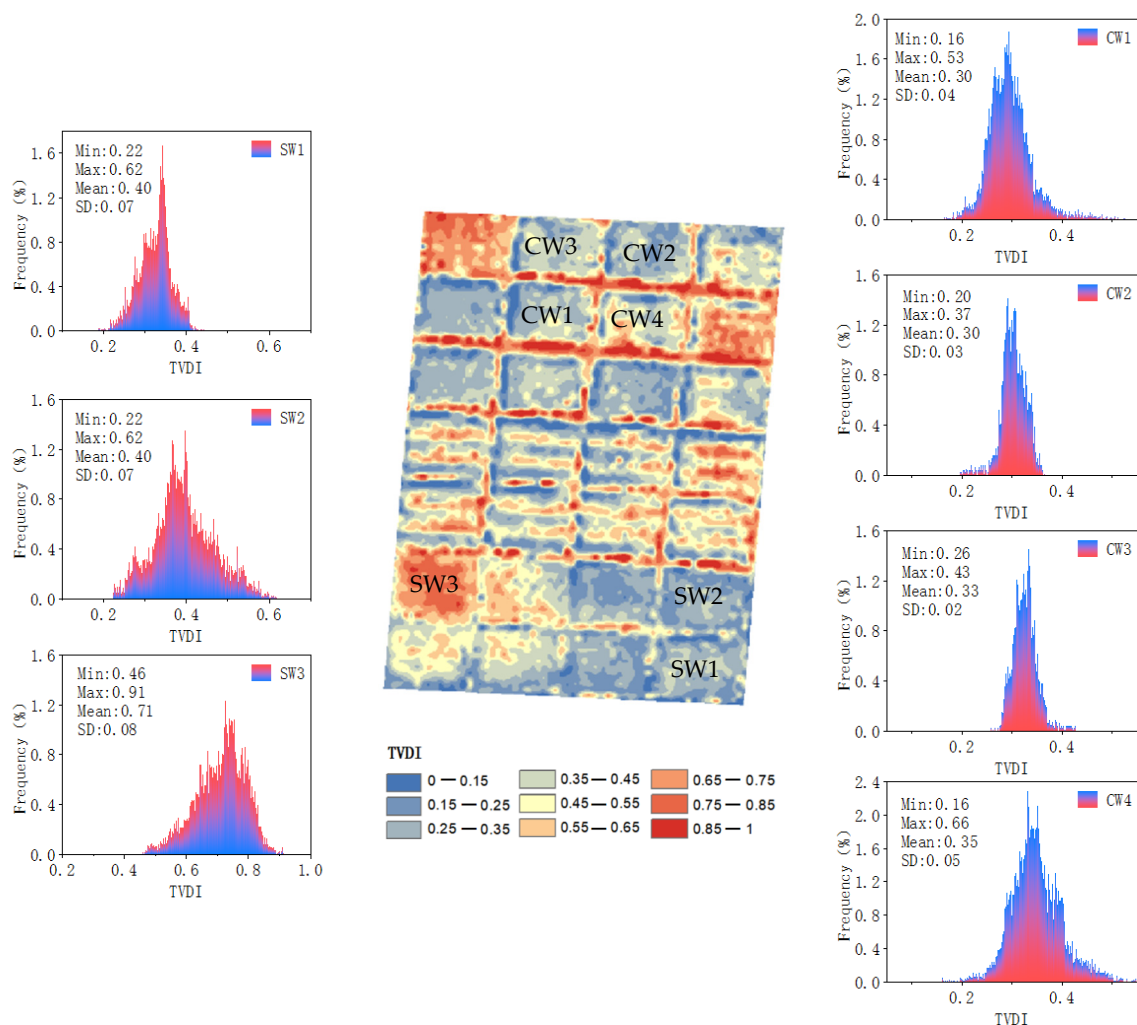 Min:0.22
Max:0.62
Mean:0.40
SD:0.07
SW1
Frequency (%)
1.6
1.2
0.8
0.4
0.0
0.2 0.4 0.6
TVDI
Min:0.22
Max:0.62
Mean:0.40
SD:0.07
SW2
Frequency (%)
1.6
1.2
0.8
0.4
0.0
0.2 0.4 0.6
TVDI
Min:0.46
Max:0.91
Mean:0.71
SD:0.08
SW3
Frequency (%)
1.6
1.2
0.8
0.4
0.0
0.2 0.4 0.6 0.8 1.0
TVDI
CW3 CW2
CW1 CW4
SW3
SW2
SW1
TVDI
0 — 0.15
0.15 — 0.25
0.25 — 0.35
0.35 — 0.45
0.45 — 0.55
0.55 — 0.65
0.65 — 0.75
0.75 — 0.85
0.85 — 1
Min:0.16
Max:0.53
Mean:0.30
SD:0.04
CW1
Frequency (%)
2.0
1.6
1.2
0.8
0.4
0.0
0.2 0.4
TVDI
Min:0.20
Max:0.37
Mean:0.30
SD:0.03
CW2
Frequency (%)
1.6
1.2
0.8
0.4
0.0
0.2 0.4
TVDI
Min:0.26
Max:0.43
Mean:0.33
SD:0.02
CW3
Frequency (%)
1.6
1.2
0.8
0.4
0.0
0.2 0.4
TVDI
Min:0.16
Max:0.66
Mean:0.35
SD:0.05
CW4
Frequency (%)
2.4
2.0
1.6
1.2
0.8
0.4
0.0
0.2 0.4
TVDI